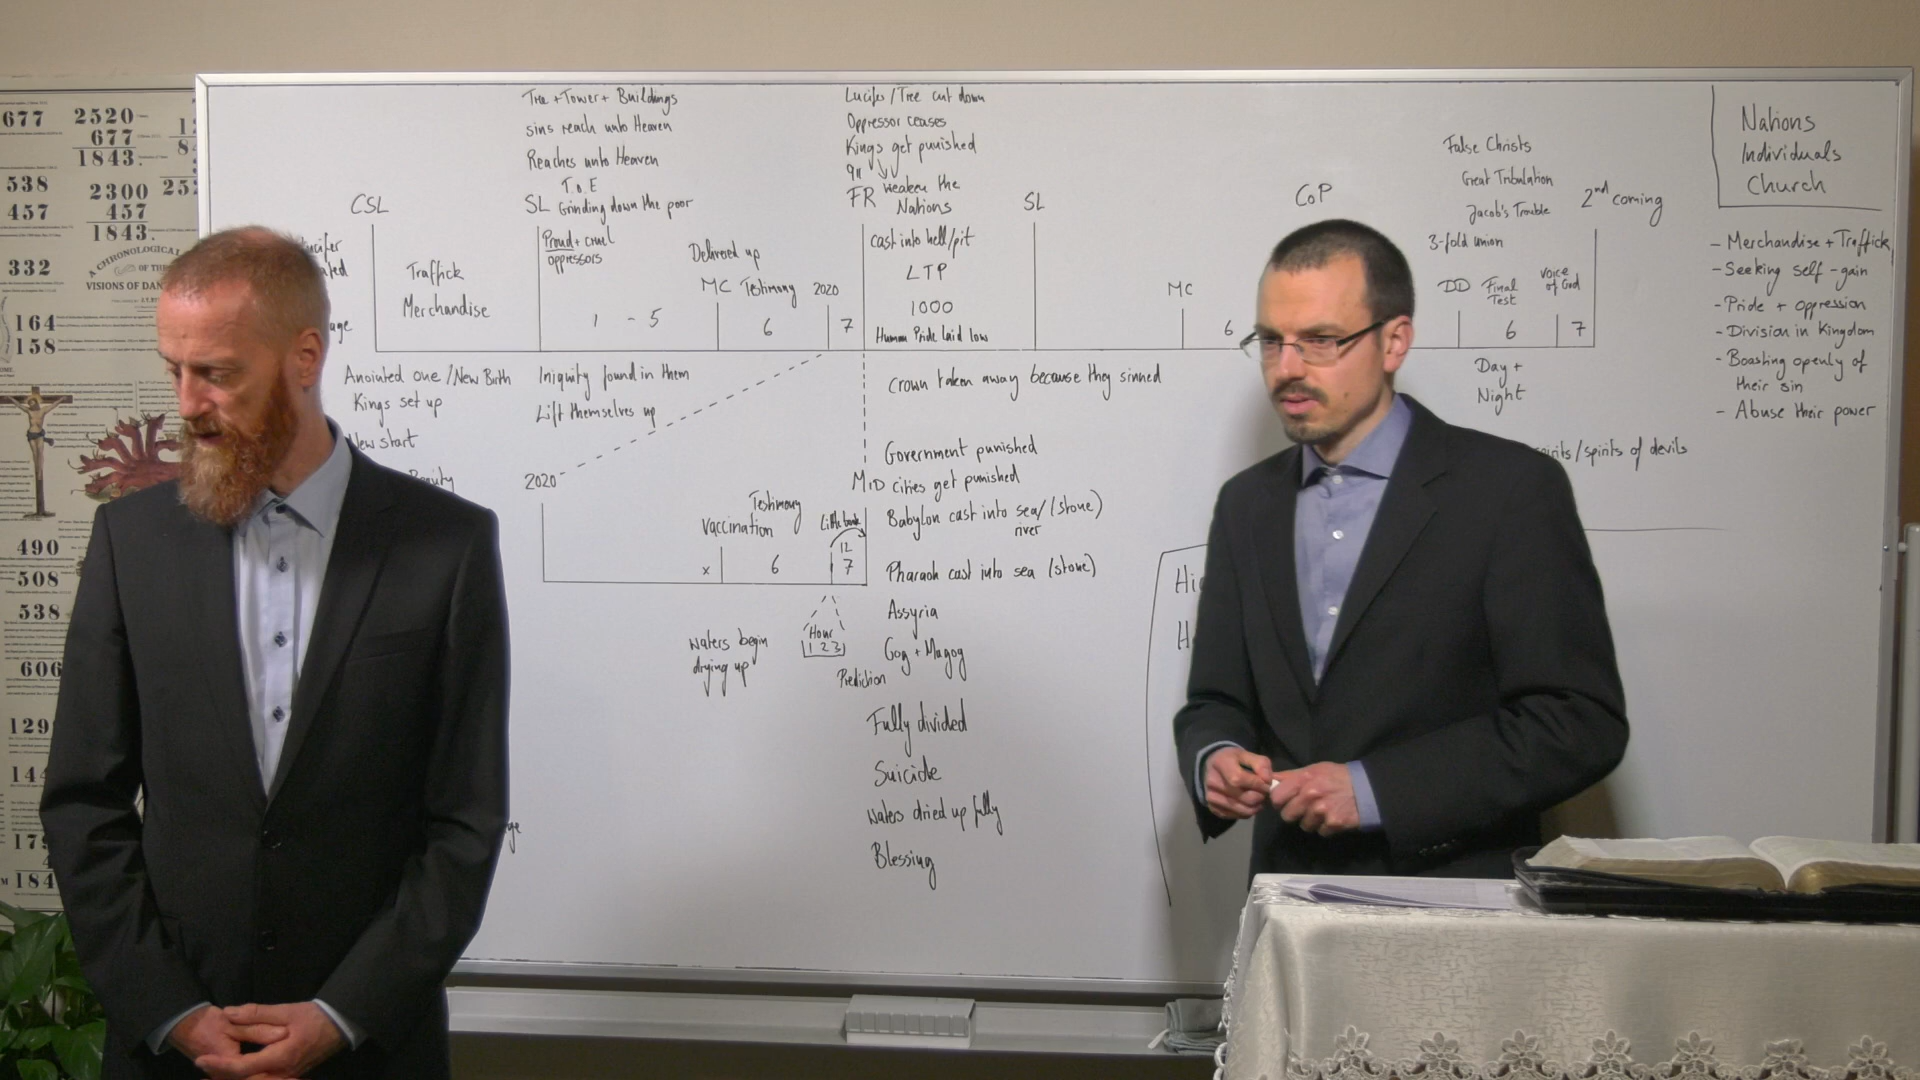 677
2520
677
1843.
538
457
2300
457
1843.
A CHRONOLOGICAL
OF THE
VISIONS OF DAN
332
164
158
490
508
538
606
129
144
179
184
Tree + Tower + Buildings
sins reach unto Heaven
Reaches unto Heaven
T.o.E
SL Grinding down the poor
Lucifer / Tree cut down
Oppressor ceases
Kings get punished
911
FR weaken the
Nations
CSL
SL
CoP
False Christs
Great Tribulation
Jacob's Trouble
3-fold union
2nd coming
Nations
Individuals
Church
Traffick
Merchandise
Proud + cruel
oppressors
Delivered up
MC Testimony 2020
1 - 5
6
7
cast into hell/pit
LTP
1000
Human Pride laid low
MC
6
DD Final
Test
voice
of God
6
7
- Merchandise + Traffick
- Seeking self-gain
- Pride + oppression
- Division in Kingdom
- Boasting openly of
their sin
- Abuse their power
Anointed one / New Birth
Kings set up
New start
Beauty
Iniquity found in them
Lift themselves up
Crown taken away because they sinned
Day +
Night
spirits of devils
2020
Government punished
MiD cities get punished
Babylon cast into sea/(stone)
river
Pharaoh cast into sea (stone)
Assyria
Gog + Magog
Testimony
Vaccination
Little book
x
6
12
7
Waters begin
drying up
Hour
1 2 3
Prediction
Fully divided
Suicide
Waters dried up fully
Blessing